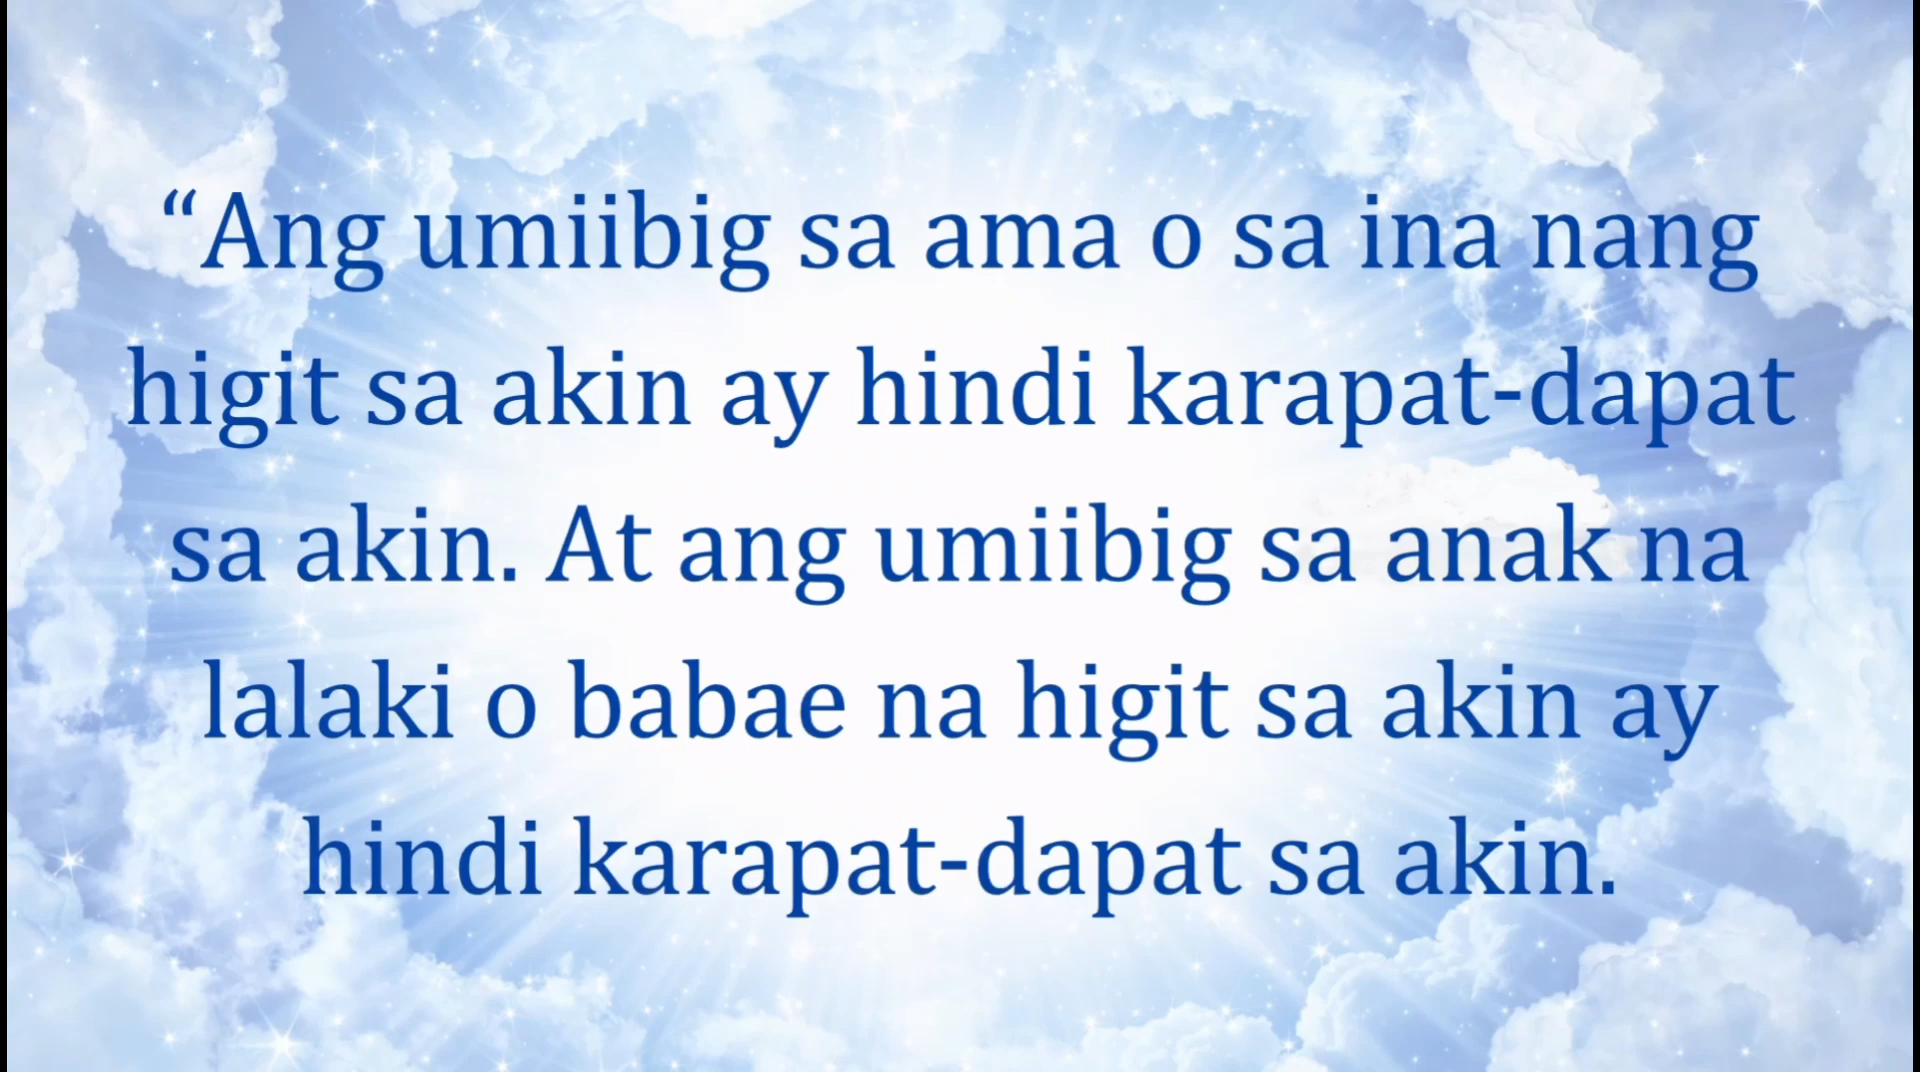 “Ang umiibig sa ama o sa ina nang
higit sa akin ay hindi karapat-dapat
sa akin. At ang umiibig sa anak na
lalaki o babae na higit sa akin ay
hindi karapat-dapat sa akin.